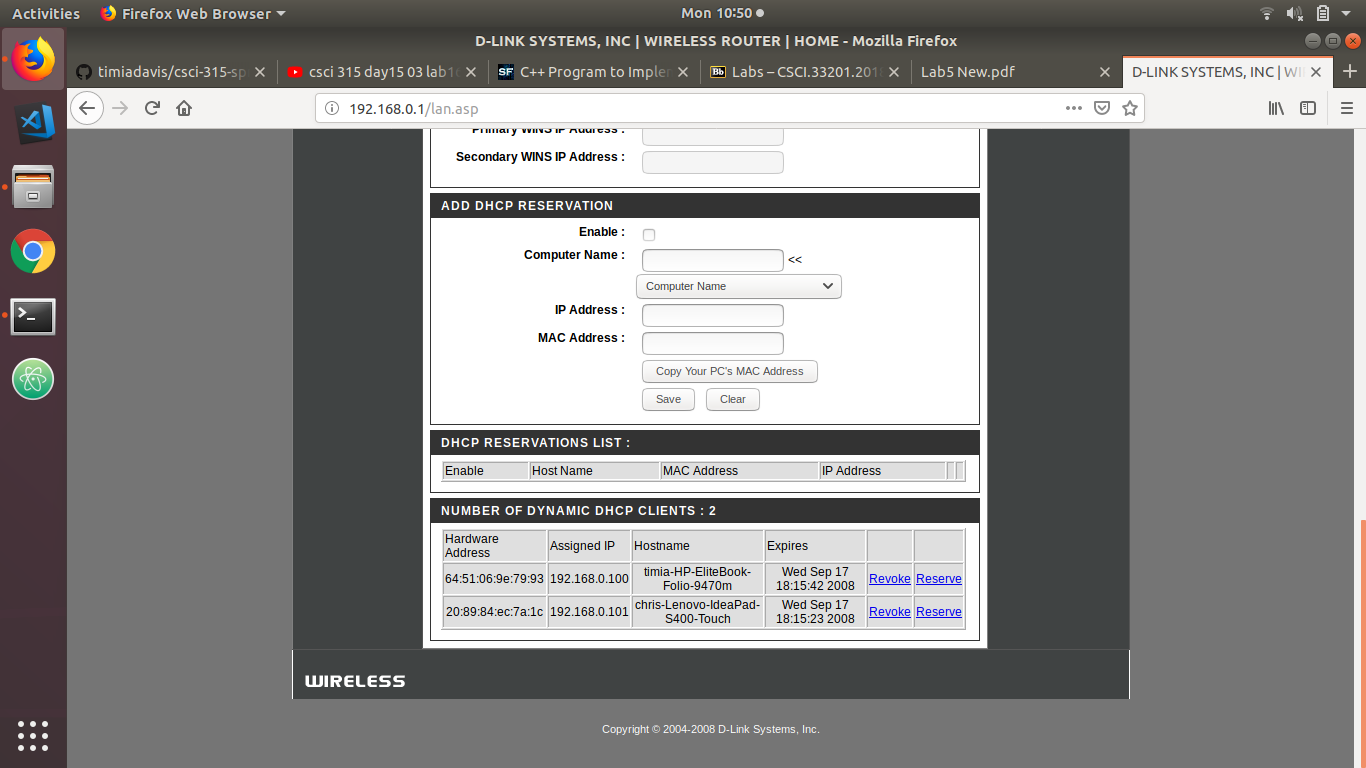 Activities
Firefox Web Browser
Mon 10:50
D-LINK SYSTEMS, INC | WIRELESS ROUTER | HOME - Mozilla Firefox
timiadavis/csci-315-sp
csci 315 day15 03 lab10
C++ Program to Implem
Labs – CSCI.33201.201
Lab5 New.pdf
D-LINK SYSTEMS, INC | WI
192.168.0.1/lan.asp
Primary WINS IP Address :
Secondary WINS IP Address :
ADD DHCP RESERVATION
Enable :
Computer Name : <<
Computer Name
IP Address :
MAC Address :
Copy Your PC's MAC Address
Save Clear
DHCP RESERVATIONS LIST :
Enable Host Name MAC Address IP Address
NUMBER OF DYNAMIC DHCP CLIENTS : 2
Hardware Address Assigned IP Hostname Expires
64:51:06:9e:79:93 192.168.0.100 timia-HP-EliteBook-Folio-9470m Wed Sep 17 18:15:42 2008 Revoke Reserve
20:89:84:ec:7a:1c 192.168.0.101 chris-Lenovo-IdeaPad-S400-Touch Wed Sep 17 18:15:23 2008 Revoke Reserve
WIRELESS
Copyright © 2004-2008 D-Link Systems, Inc.